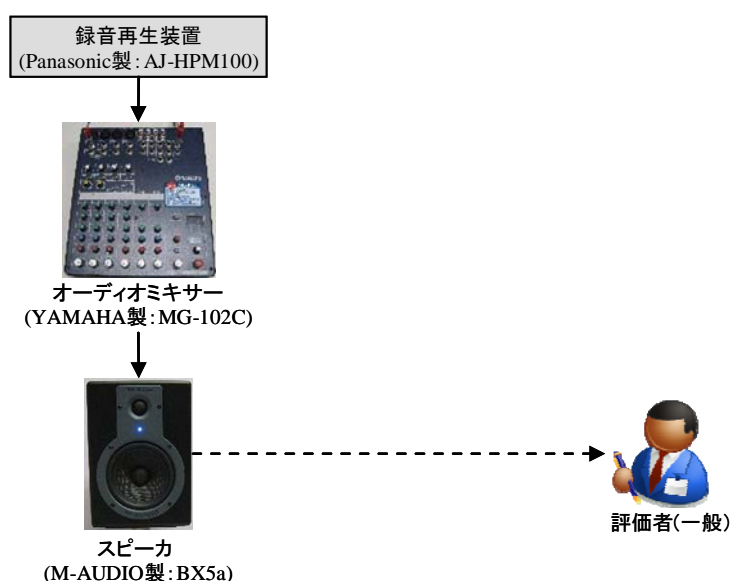 録音再生装置
(Panasonic製:AJ-HPM100)
オーディオミキサー
(YAMAHA製:MG-102C)
スピーカ
(M-AUDIO製:BX5a)
評価者(一般)